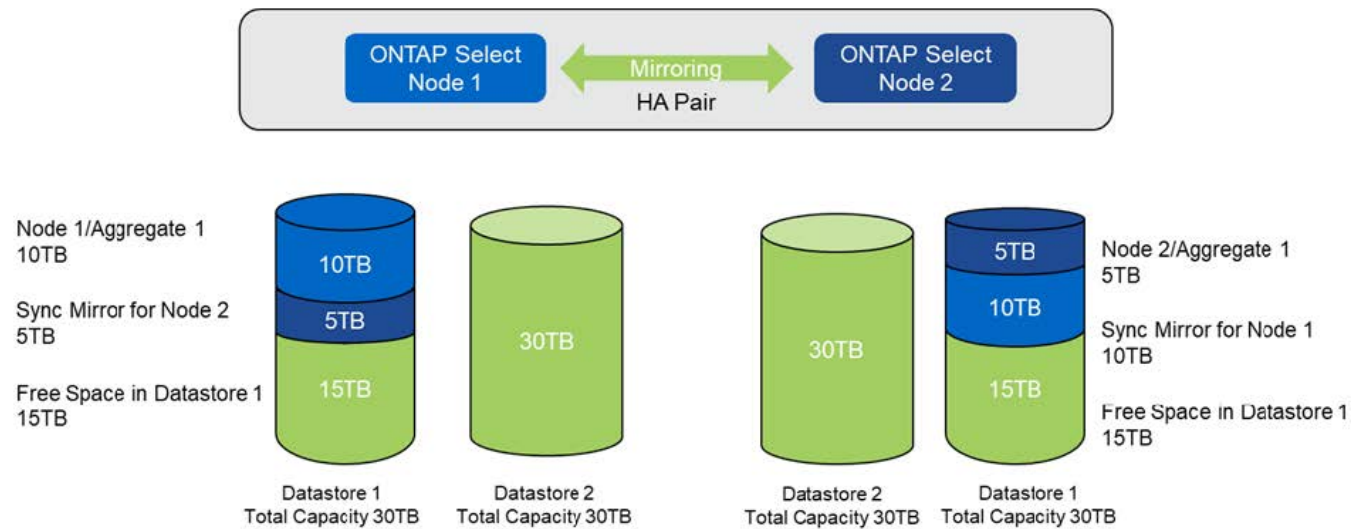 ONTAP Select
Node 1
Mirroring
HA Pair
ONTAP Select
Node 2
Node 1/Aggregate 1
10TB
Sync Mirror for Node 2
5TB
Free Space in Datastore 1
15TB
10TB
5TB
15TB
30TB
30TB
5TB
10TB
15TB
Node 2/Aggregate 1
5TB
Sync Mirror for Node 1
10TB
Free Space in Datastore 1
15TB
Datastore 1
Total Capacity 30TB
Datastore 2
Total Capacity 30TB
Datastore 2
Total Capacity 30TB
Datastore 1
Total Capacity 30TB